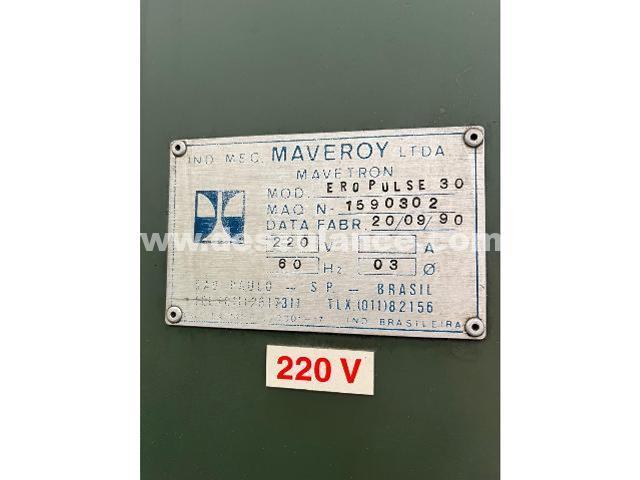 IND. MEC. MAVEROY LTDA
MAVETRON
MOD. ERO PULSE 30
MAQ N- 1590302
DATA FABR. 20/09/90
220 V A
60 Hz 03 Ø
SÃO PAULO - S P - BRASIL
TLX.(011)82156
IND BRASILEIRA
220 V